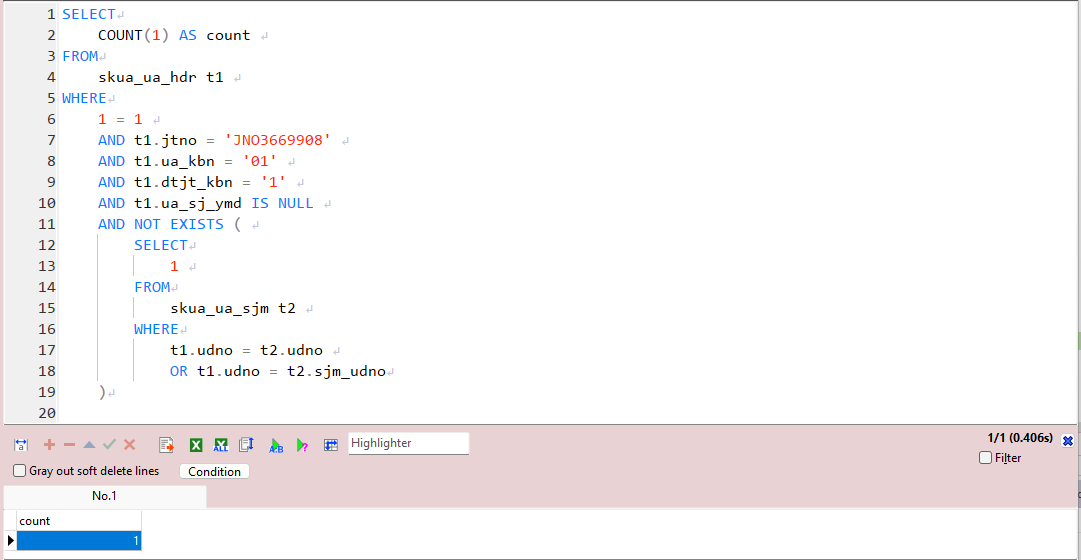 1 SELECT↵
2 COUNT(1) AS count ↵
3 FROM↵
4 skua_ua_hdr t1 ↵
5 WHERE↵
6 1 = 1 ↵
7 AND t1.jtno = 'JNO3669908' ↵
8 AND t1.ua_kbn = '01' ↵
9 AND t1.dtjt_kbn = '1' ↵
10 AND t1.ua_sj_ymd IS NULL ↵
11 AND NOT EXISTS ( ↵
12 SELECT↵
13 1 ↵
14 FROM↵
15 skua_ua_sjm t2 ↵
16 WHERE↵
17 t1.udno = t2.udno ↵
18 OR t1.udno = t2.sjm_udno↵
19 )↵
20
a ALL A:B ? Highlighter 1/1 (0.406s)
Filter
Gray out soft delete lines Condition
No.1
count
1